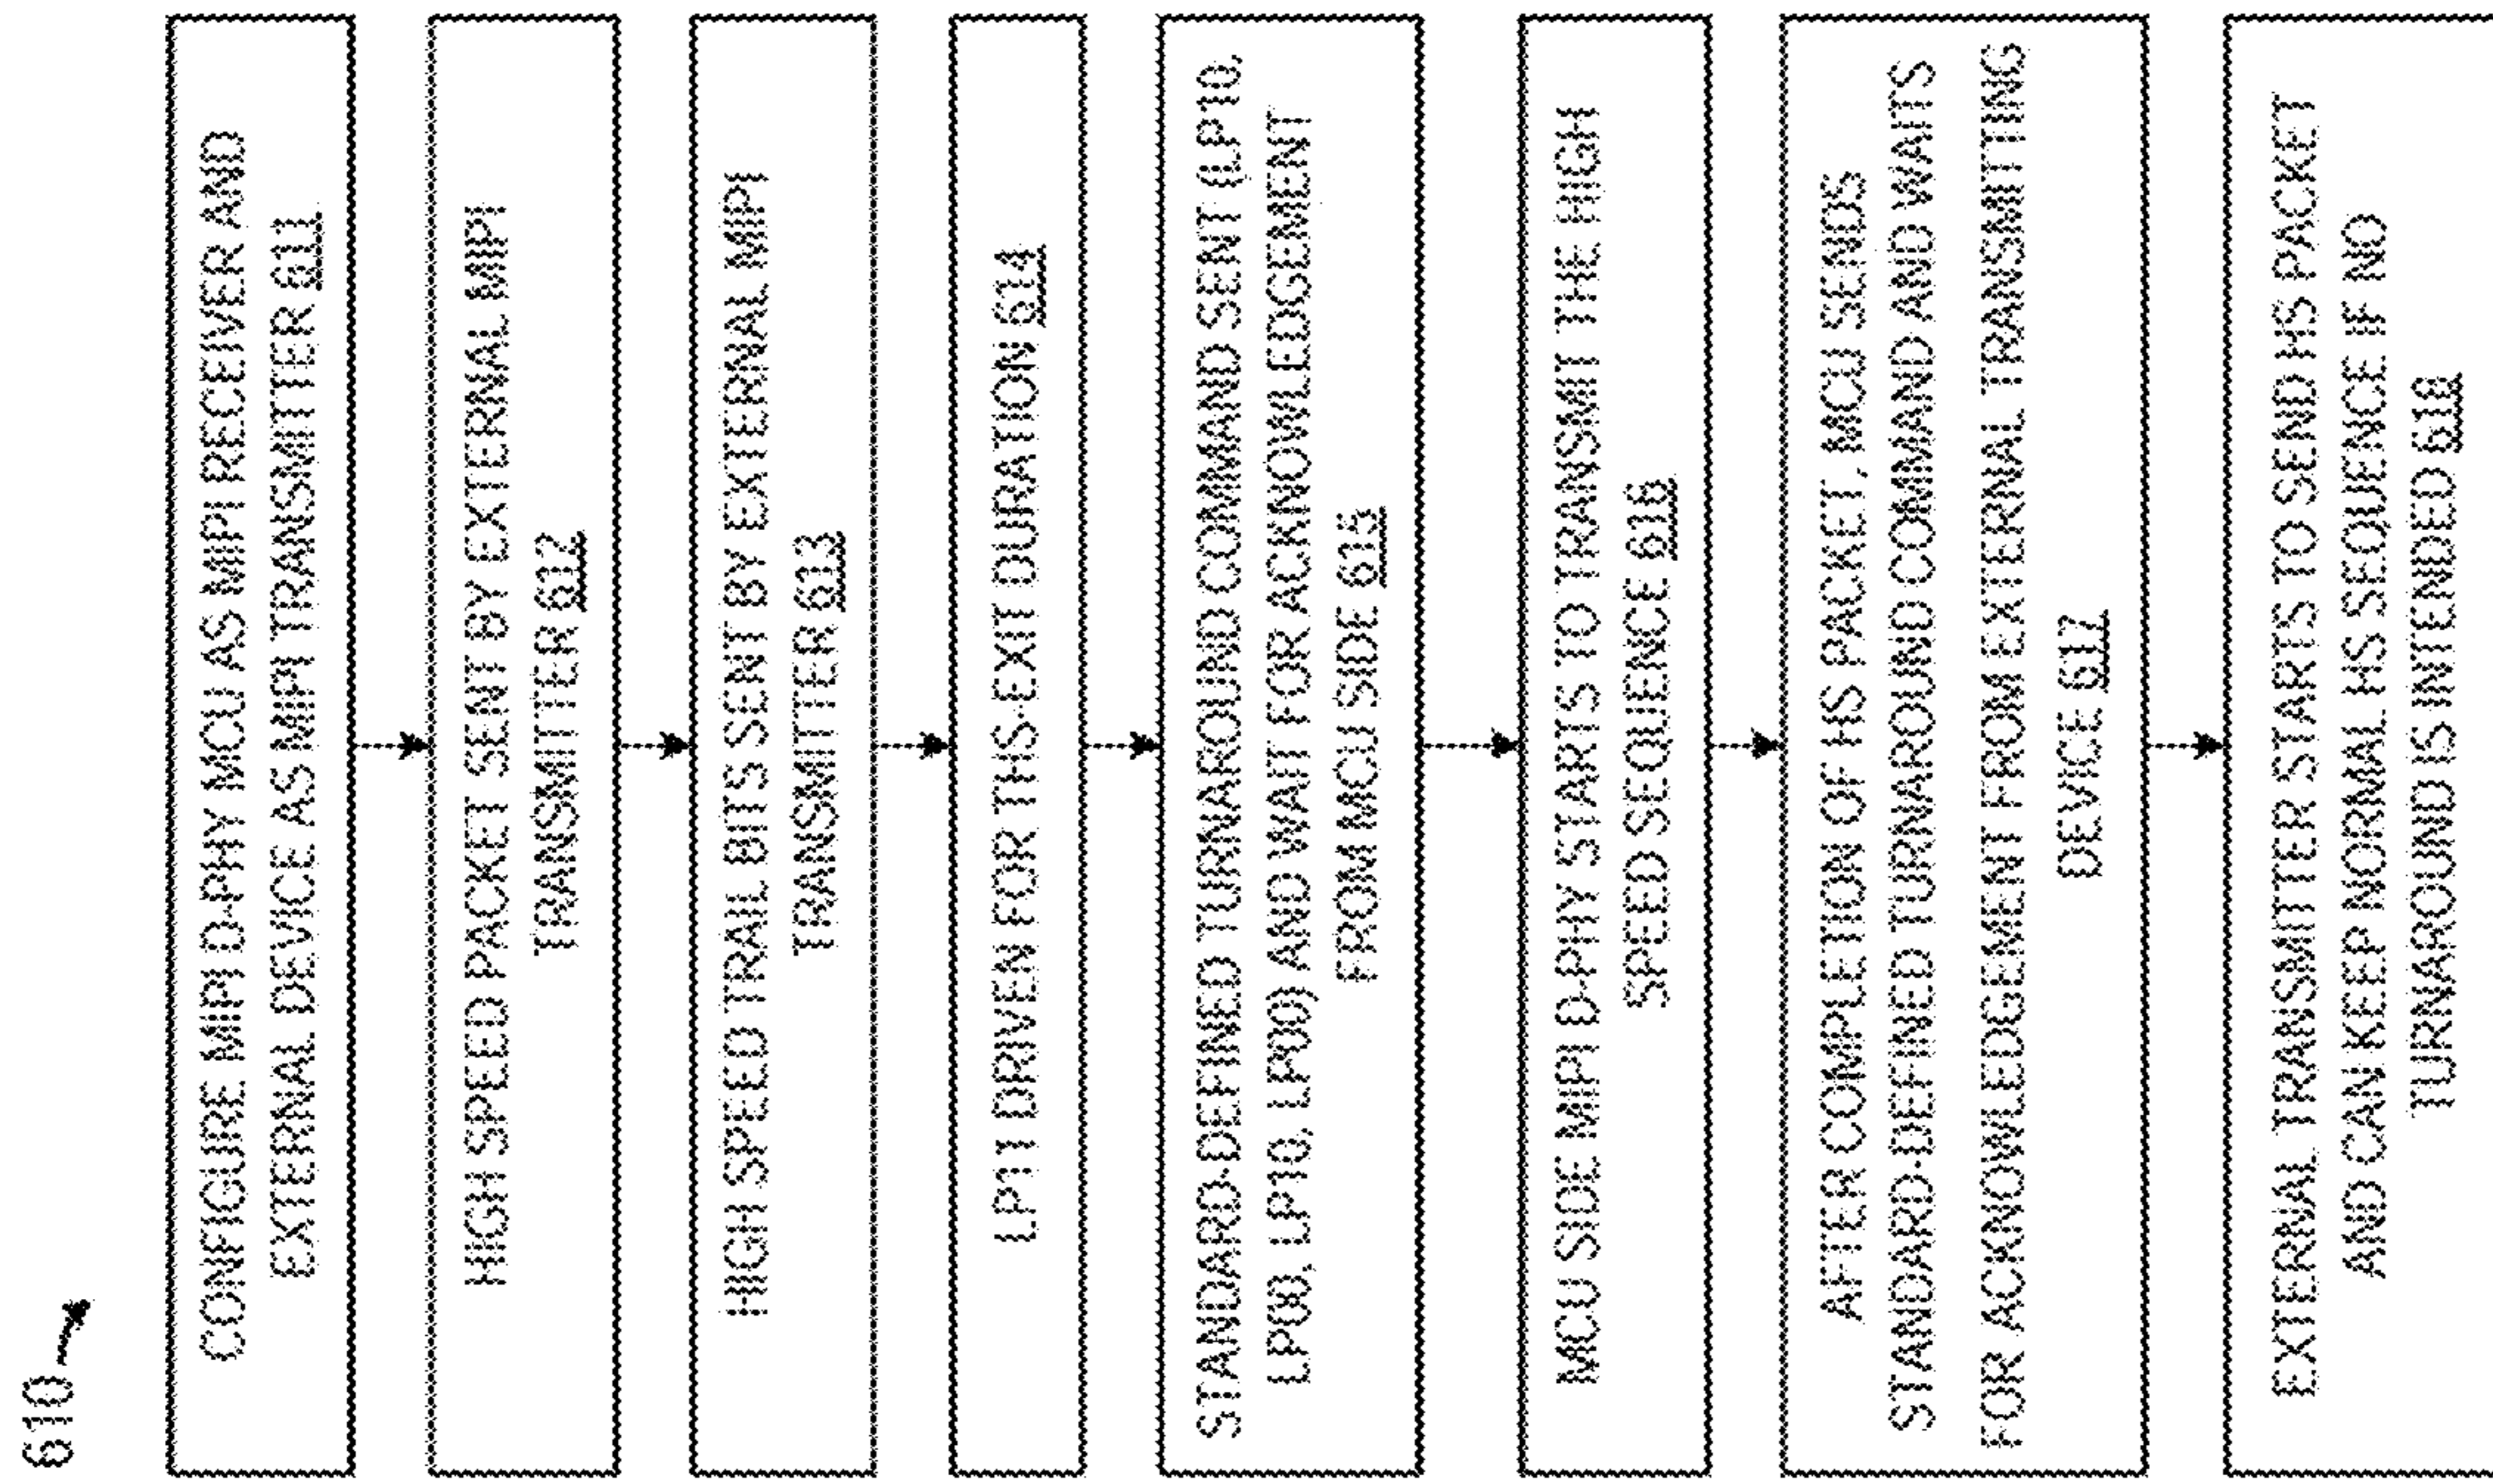 610
CONFIGURE MIPI D-PHY MCU AS MIPI RECEIVER AND
EXTERNAL DEVICE AS MIPI TRANSMITTER 611
HIGH SPEED PACKET SENT BY EXTERNAL MIPI
TRANSMITTER 612
HIGH SPEED TRAIL BITS SENT BY EXTERNAL MIPI
TRANSMITTER 613
LP11 DRIVEN FOR THS-EXIT DURATION 614
STANDARD-DEFINED TURNAROUND COMMAND SENT (LP10,
LP00, LP10, LP00) AND WAIT FOR ACKNOWLEDGEMENT
FROM MCU SIDE 615
MCU SIDE MIPI D-PHY STARTS TO TRANSMIT THE HIGH
SPEED SEQUENCE 616
AFTER COMPLETION OF HS PACKET, MCU SENDS
STANDARD-DEFINED TURNAROUND COMMAND AND WAITS
FOR ACKNOWLEDGEMENT FROM EXTERNAL TRANSMITTING
DEVICE 617
EXTERNAL TRANSMITTER STARTS TO SEND HS PACKET
AND CAN KEEP NORMAL HS SEQUENCE IF NO
TURNAROUND IS INTENDED 618